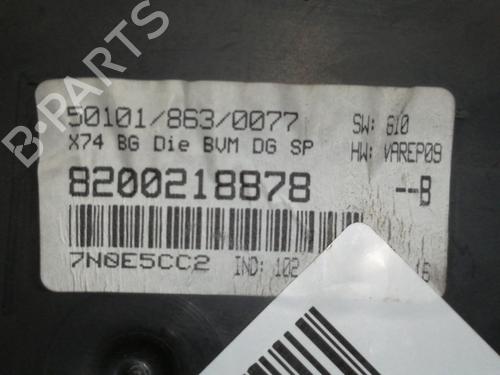 B-PARTS
50101/863/0077
SW: 610
X74 BG Die BVM DG SP
HW: VAREP09
8200218878
--B
7N0E5CC2
IND: 102